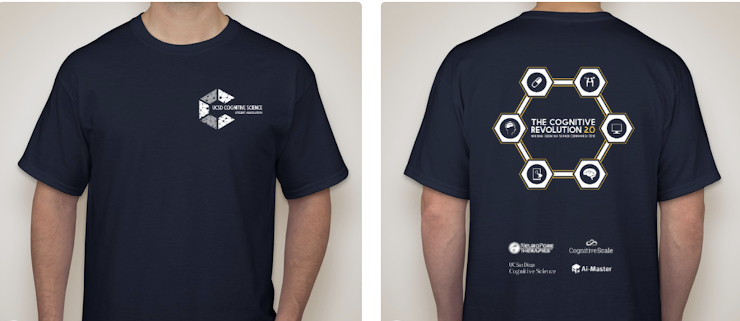 UCSD COGNITIVE SCIENCE
STUDENT ASSOCIATION
THE COGNITIVE
REVOLUTION 2.0
NeuroPore
THERAPIES
CognitiveScale
UC San Diego
Cognitive Science
Ai-Master